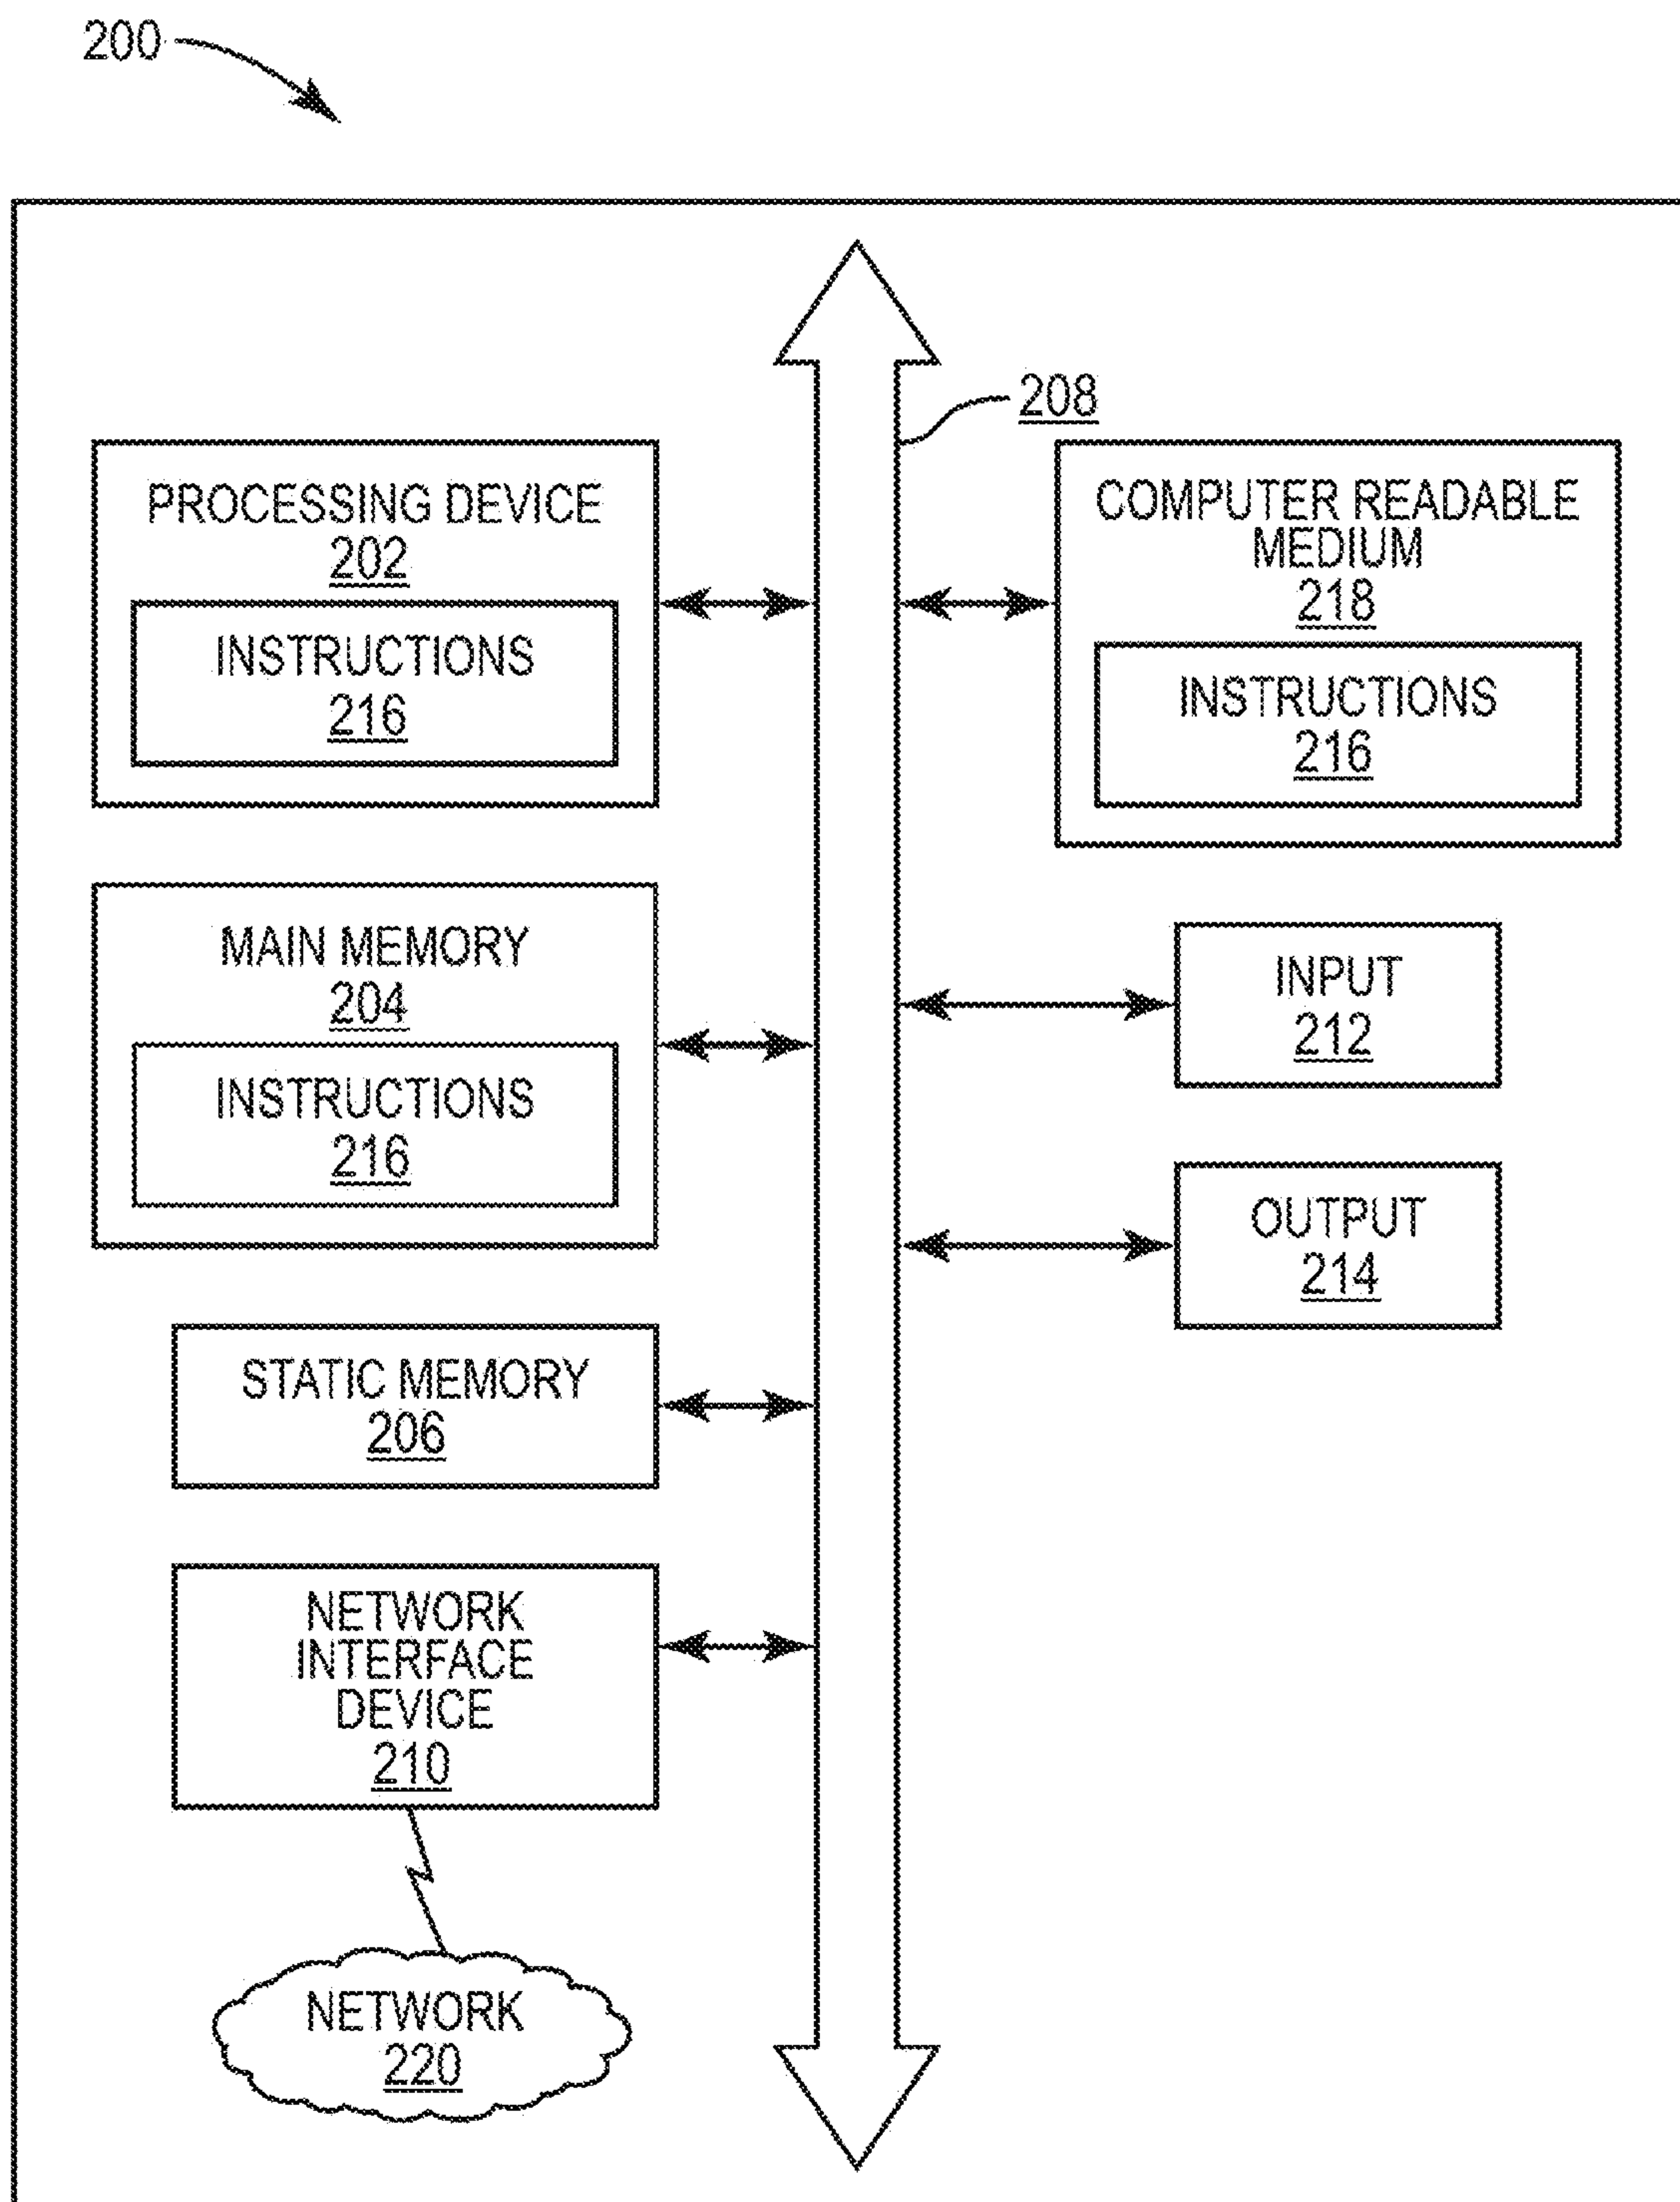 200
208
PROCESSING DEVICE
202
INSTRUCTIONS
216
COMPUTER READABLE
MEDIUM
218
INSTRUCTIONS
216
MAIN MEMORY
204
INSTRUCTIONS
216
INPUT
212
OUTPUT
214
STATIC MEMORY
206
NETWORK
INTERFACE
DEVICE
210
NETWORK
220